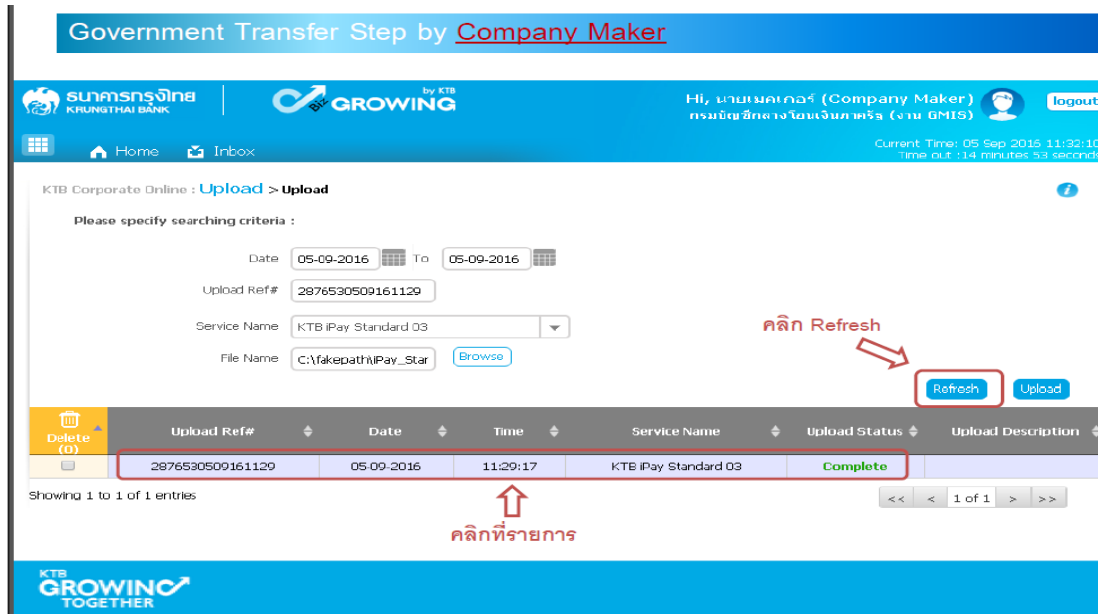 Government Transfer Step by Company Maker
ธนาคารกรุงไทย
KRUNGTHAI BANK
Biz GROWING by KTB
Hi, นายเมคเกอร์ (Company Maker)
กรมบัญชีกลางโอนเงินภาครัฐ (งาน GMIS)
logout
Home Inbox
Current Time: 05 Sep 2016 11:32:10
Time out :14 minutes 53 seconds
KTB Corporate Online : Upload > Upload
Please specify searching criteria :
Date 05-09-2016 To 05-09-2016
Upload Ref# 2876530509161129
Service Name KTB iPay Standard 03
File Name C:\fakepath\iPay_Star Browse
คลิก Refresh
Refresh Upload
Delete (0) Upload Ref# Date Time Service Name Upload Status Upload Description
2876530509161129 05-09-2016 11:29:17 KTB iPay Standard 03 Complete
Showing 1 to 1 of 1 entries
<< < 1 of 1 > >>
คลิกที่รายการ
KTB
GROWING
TOGETHER